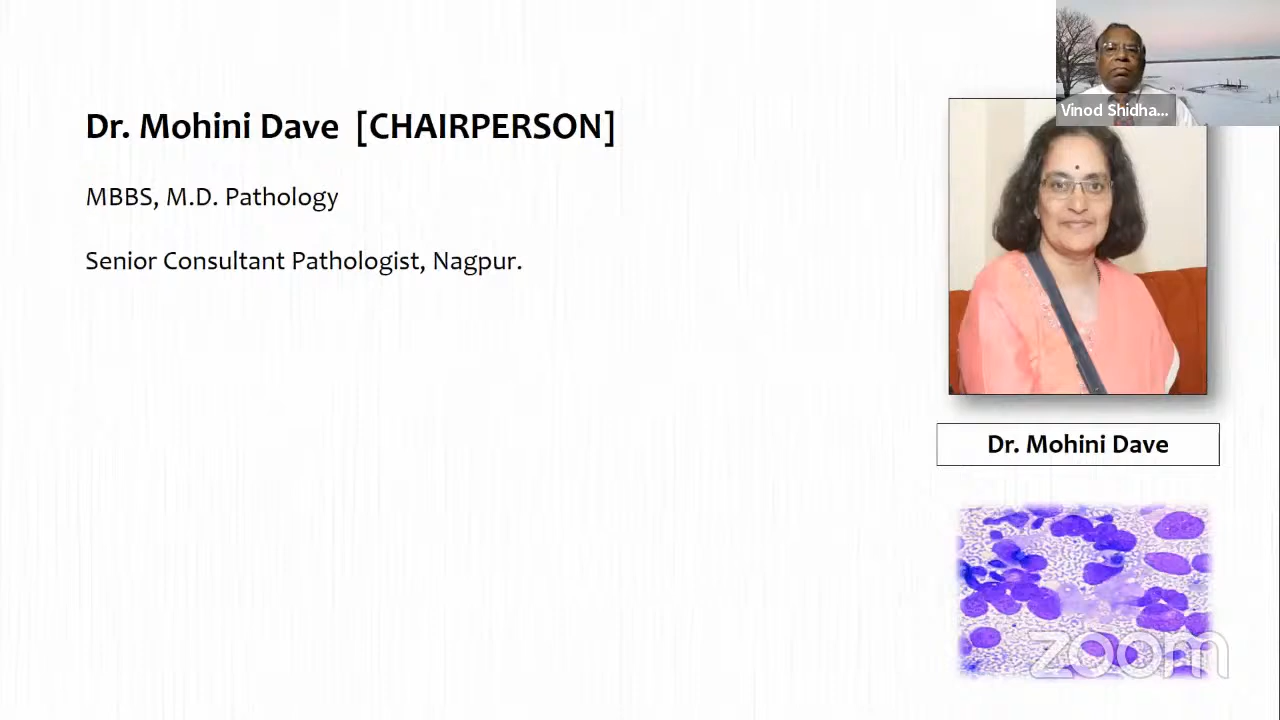 Vinod Shidha...
Dr. Mohini Dave [CHAIRPERSON]
MBBS, M.D. Pathology
Senior Consultant Pathologist, Nagpur.
Dr. Mohini Dave
zoom